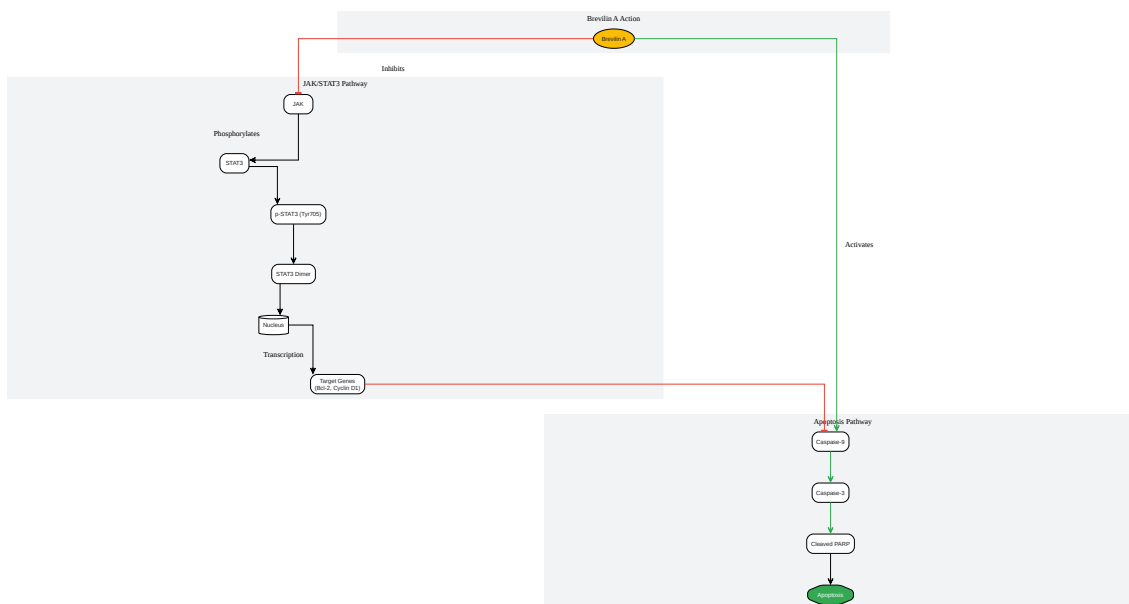 Brevilin A Action
Brevilin A
Inhibits
JAK/STAT3 Pathway
JAK
Phosphorylates
STAT3
p-STAT3 (Tyr705)
Activates
STAT3 Dimer
Nucleus
Transcription
Target Genes
(Bcl-2, Cyclin D1)
Apoptosis Pathway
Caspase-9
Caspase-3
Cleaved PARP
Apoptosis